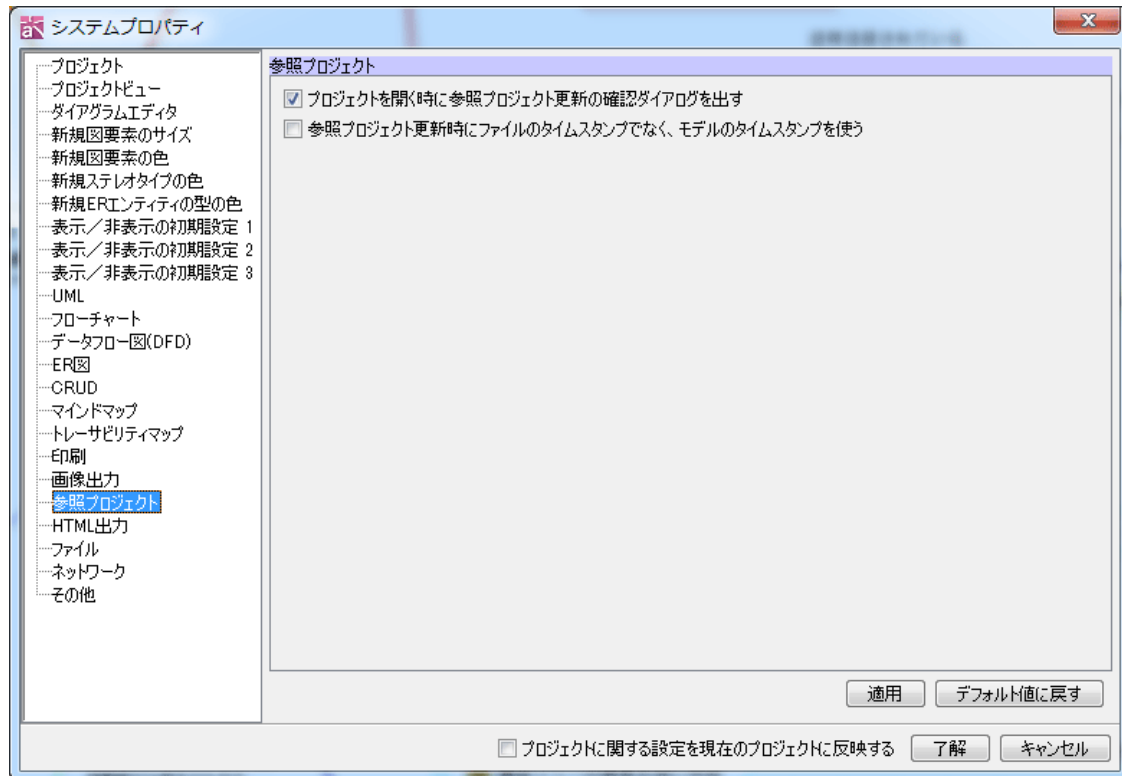 システムプロパティ
プロジェクト
プロジェクトビュー
ダイアグラムエディタ
新規図要素のサイズ
新規図要素の色
新規ステレオタイプの色
新規ERエンティティの型の色
表示／非表示の初期設定 1
表示／非表示の初期設定 2
表示／非表示の初期設定 3
UML
フローチャート
データフロー図(DFD)
ER図
CRUD
マインドマップ
トレーサビリティマップ
印刷
画像出力
参照プロジェクト
HTML出力
ファイル
ネットワーク
その他
参照プロジェクト
プロジェクトを開く時に参照プロジェクト更新の確認ダイアログを出す
参照プロジェクト更新時にファイルのタイムスタンプでなく、モデルのタイムスタンプを使う
適用 デフォルト値に戻す
プロジェクトに関する設定を現在のプロジェクトに反映する 了解 キャンセル